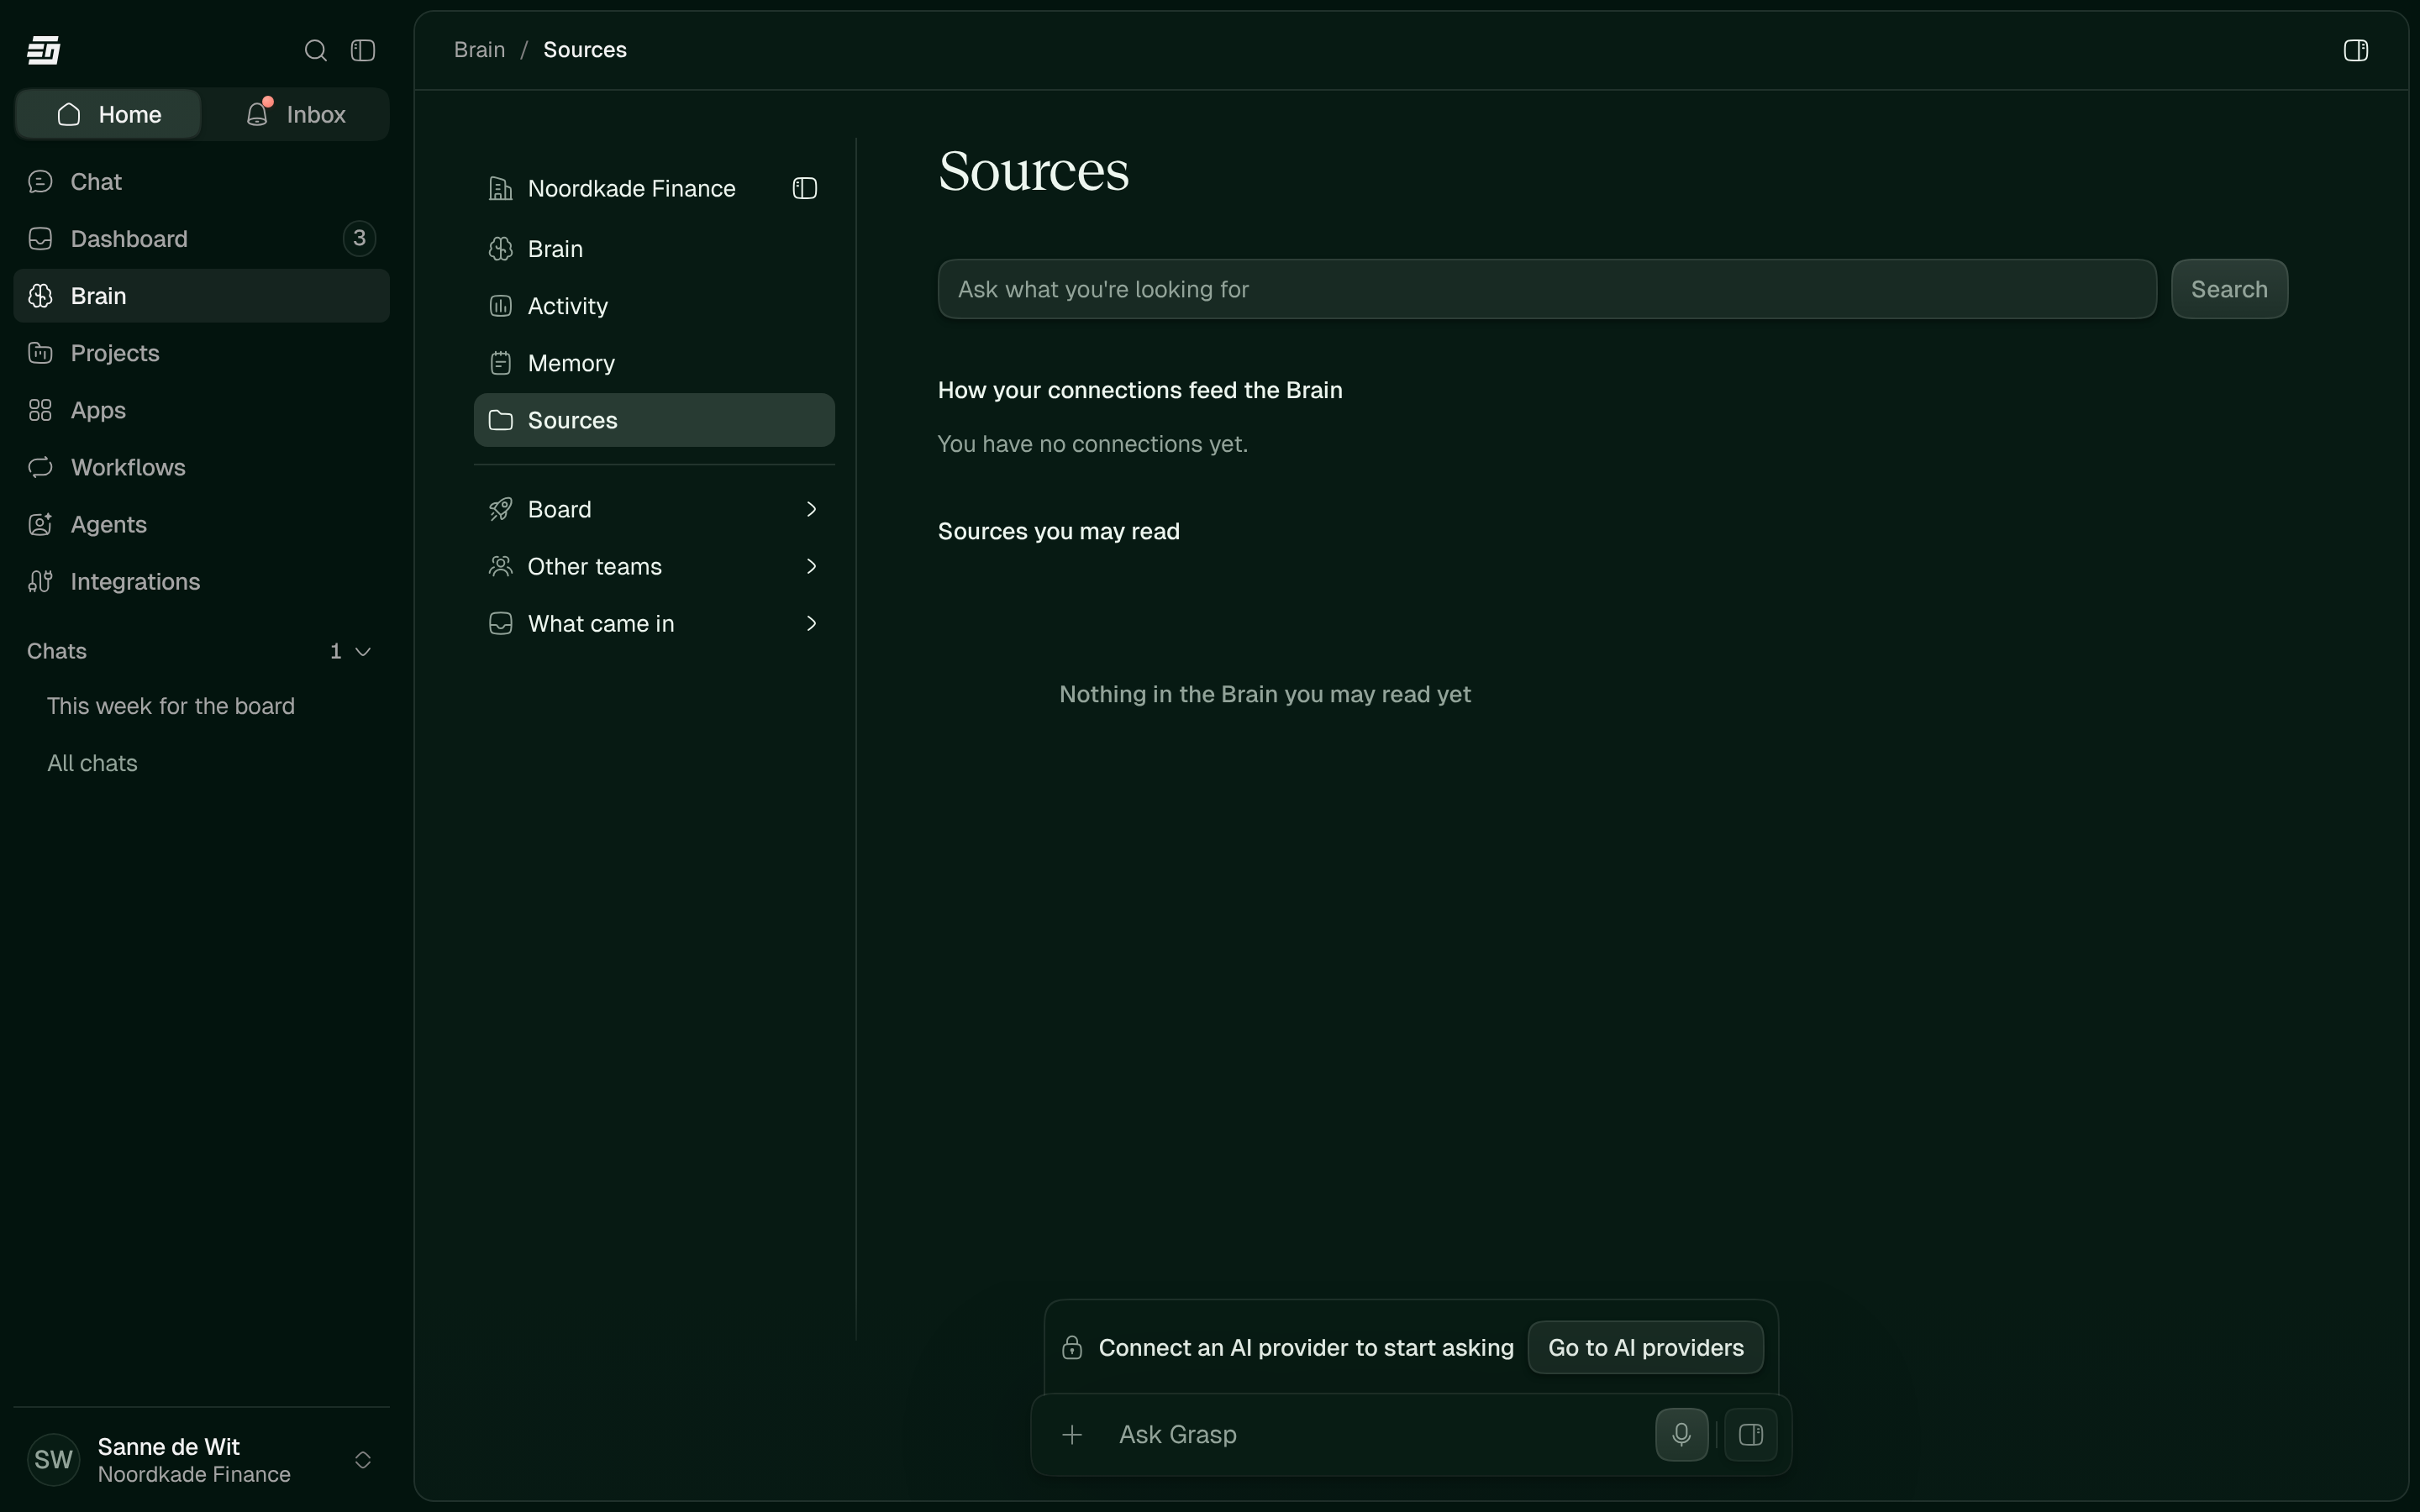 Home
Inbox
Chat
Dashboard
3
Brain
Projects
Apps
Workflows
Agents
Integrations
Chats
1
This week for the board
All chats
SW
Sanne de Wit
Noordkade Finance
Brain / Sources
Noordkade Finance
Brain
Activity
Memory
Sources
Board
Other teams
What came in
Sources
Ask what you're looking for
Search
How your connections feed the Brain
You have no connections yet.
Sources you may read
Nothing in the Brain you may read yet
Connect an AI provider to start asking
Go to AI providers
Ask Grasp